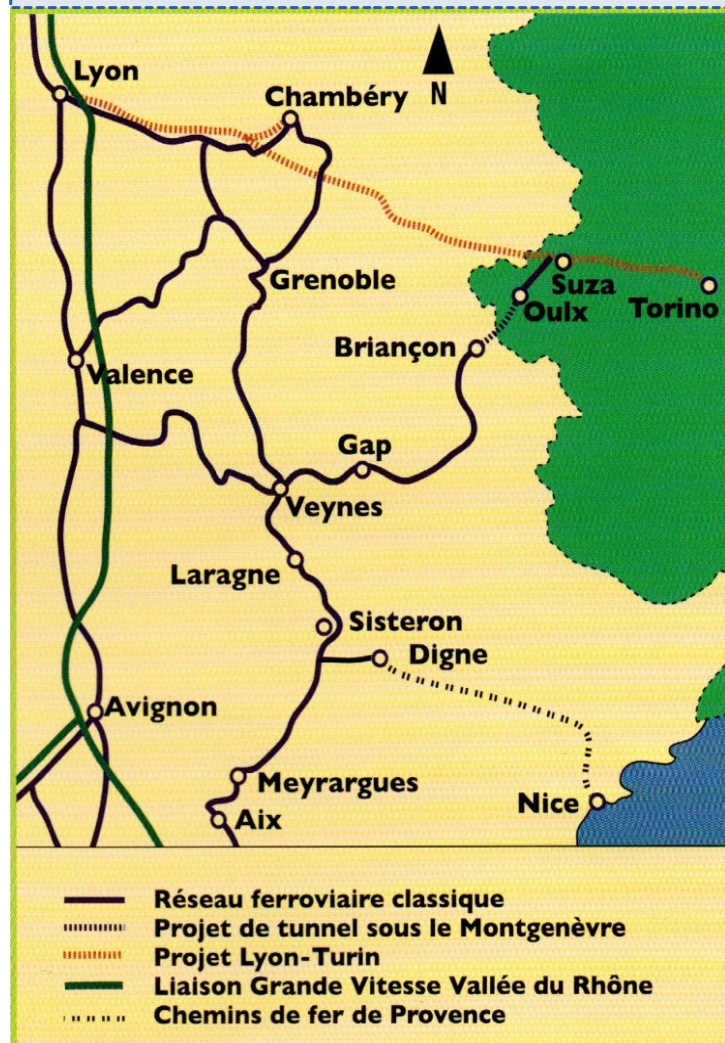 Lyon
Chambéry
N
Grenoble
Suza
Oulx
Torino
Briançon
Valence
Gap
Veynes
Laragne
Sisteron
Digne
Avignon
Meyrargues
Nice
Aix
Réseau ferroviaire classique
Projet de tunnel sous le Montgenèvre
Projet Lyon-Turin
Liaison Grande Vitesse Vallée du Rhône
Chemins de fer de Provence